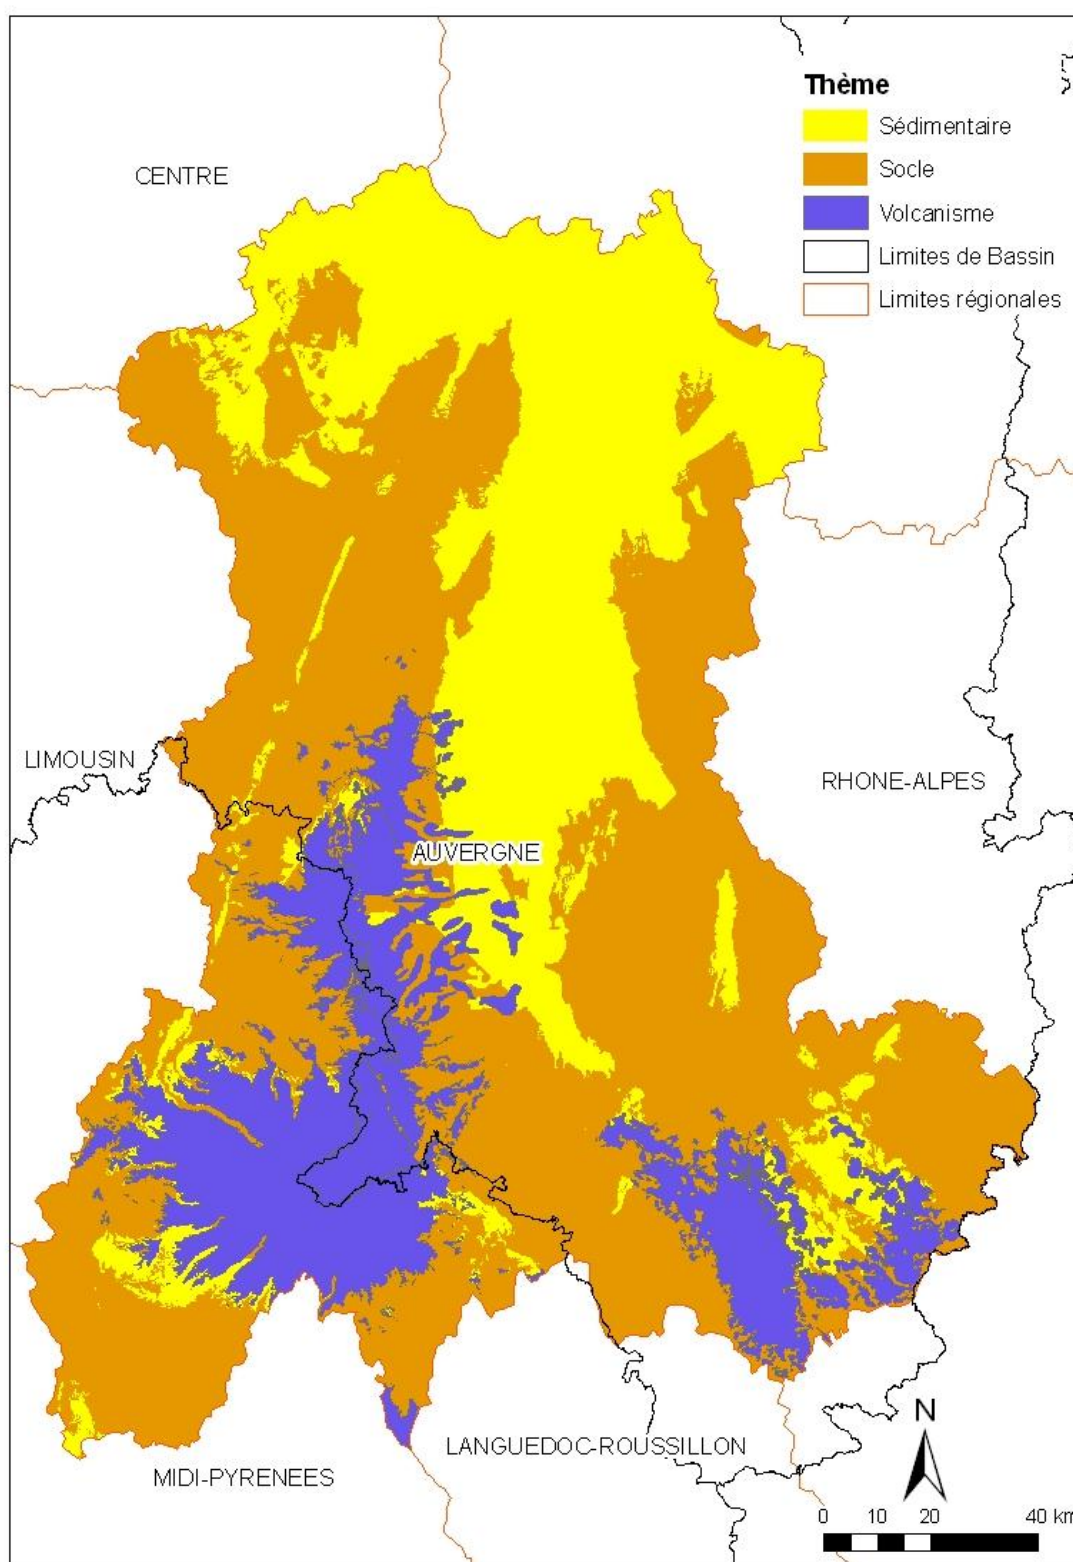 Thème
Sédimentaire
Socle
Volcanisme
Limites de Bassin
Limites régionales
CENTRE
LIMOUSIN
RHONE-ALPES
AUVERGNE
LANGUEDOC-ROUSSILLON
MIDI-PYRENEES
N
0 10 20 40 km